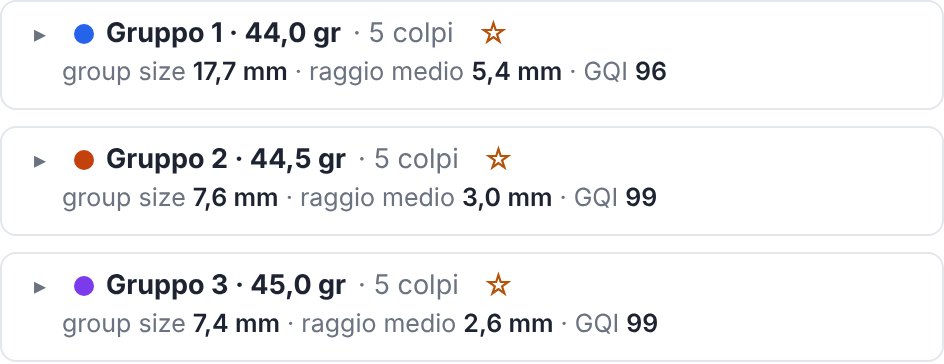 Gruppo 1 · 44,0 gr · 5 colpi
group size 17,7 mm · raggio medio 5,4 mm · GQI 96
Gruppo 2 · 44,5 gr · 5 colpi
group size 7,6 mm · raggio medio 3,0 mm · GQI 99
Gruppo 3 · 45,0 gr · 5 colpi
group size 7,4 mm · raggio medio 2,6 mm · GQI 99